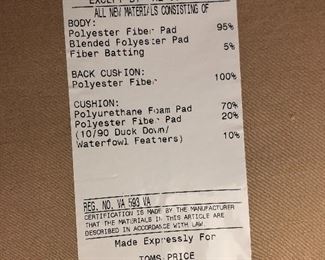 ALL NEW MATERIALS CONSISTING OF
BODY:
Polyester Fiber Pad 95%
Blended Polyester Pad 5%
Fiber Batting
BACK CUSHION: 100%
Polyester Fiber
CUSHION:
Polyurethane Foam Pad 70%
Polyester Fiber Pad 20%
(10/90 Duck Down/ 10%
Waterfowl Feathers)
REG. NO. VA 593 VA
CERTIFICATION IS MADE BY THE MANUFACTURER
THAT THE MATERIALS IN THIS ARTICLE ARE
DESCRIBED IN ACCORDANCE WITH LAW.
Made Expressly For
TOMS PRICE